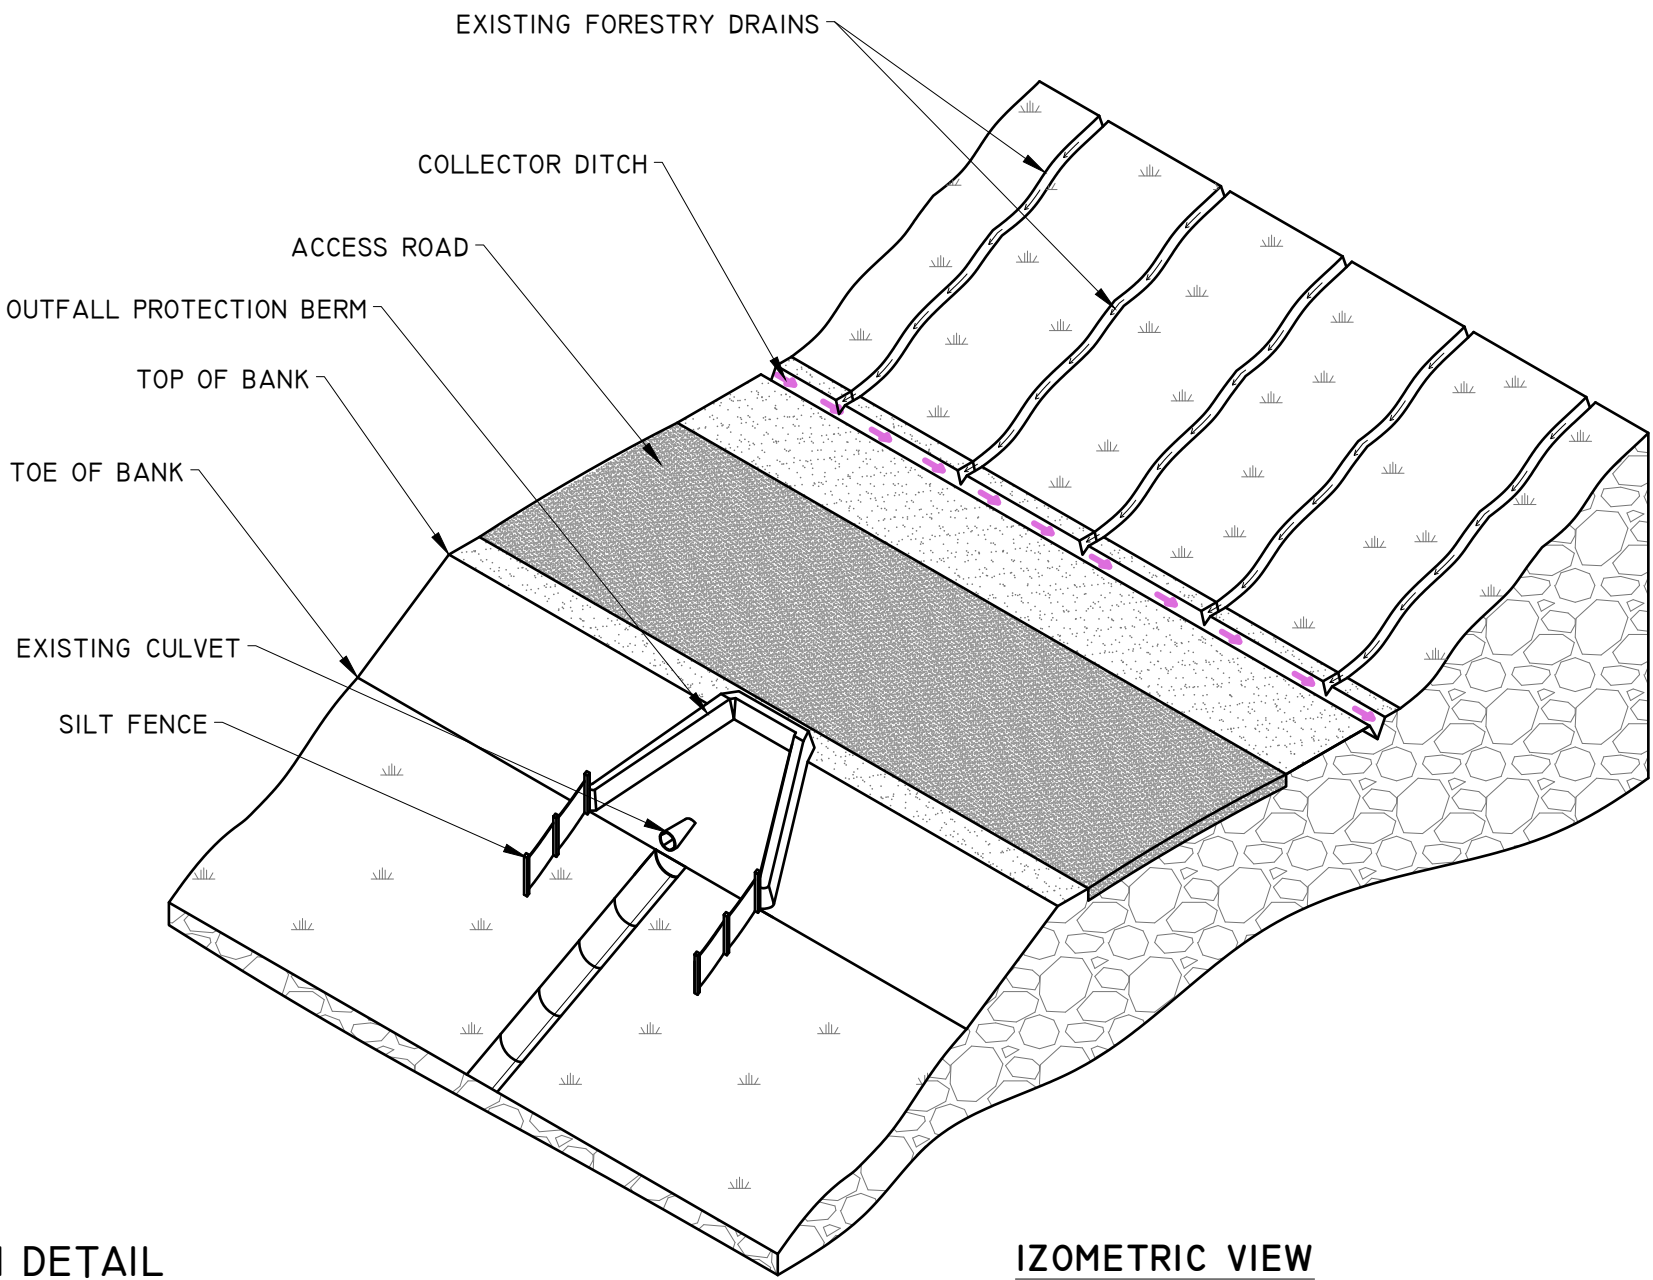 EXISTING FORESTRY DRAINS
COLLECTOR DITCH
ACCESS ROAD
OUTFALL PROTECTION BERM
TOP OF BANK
TOE OF BANK
EXISTING CULVET
SILT FENCE
DETAIL
IZOMETRIC VIEW